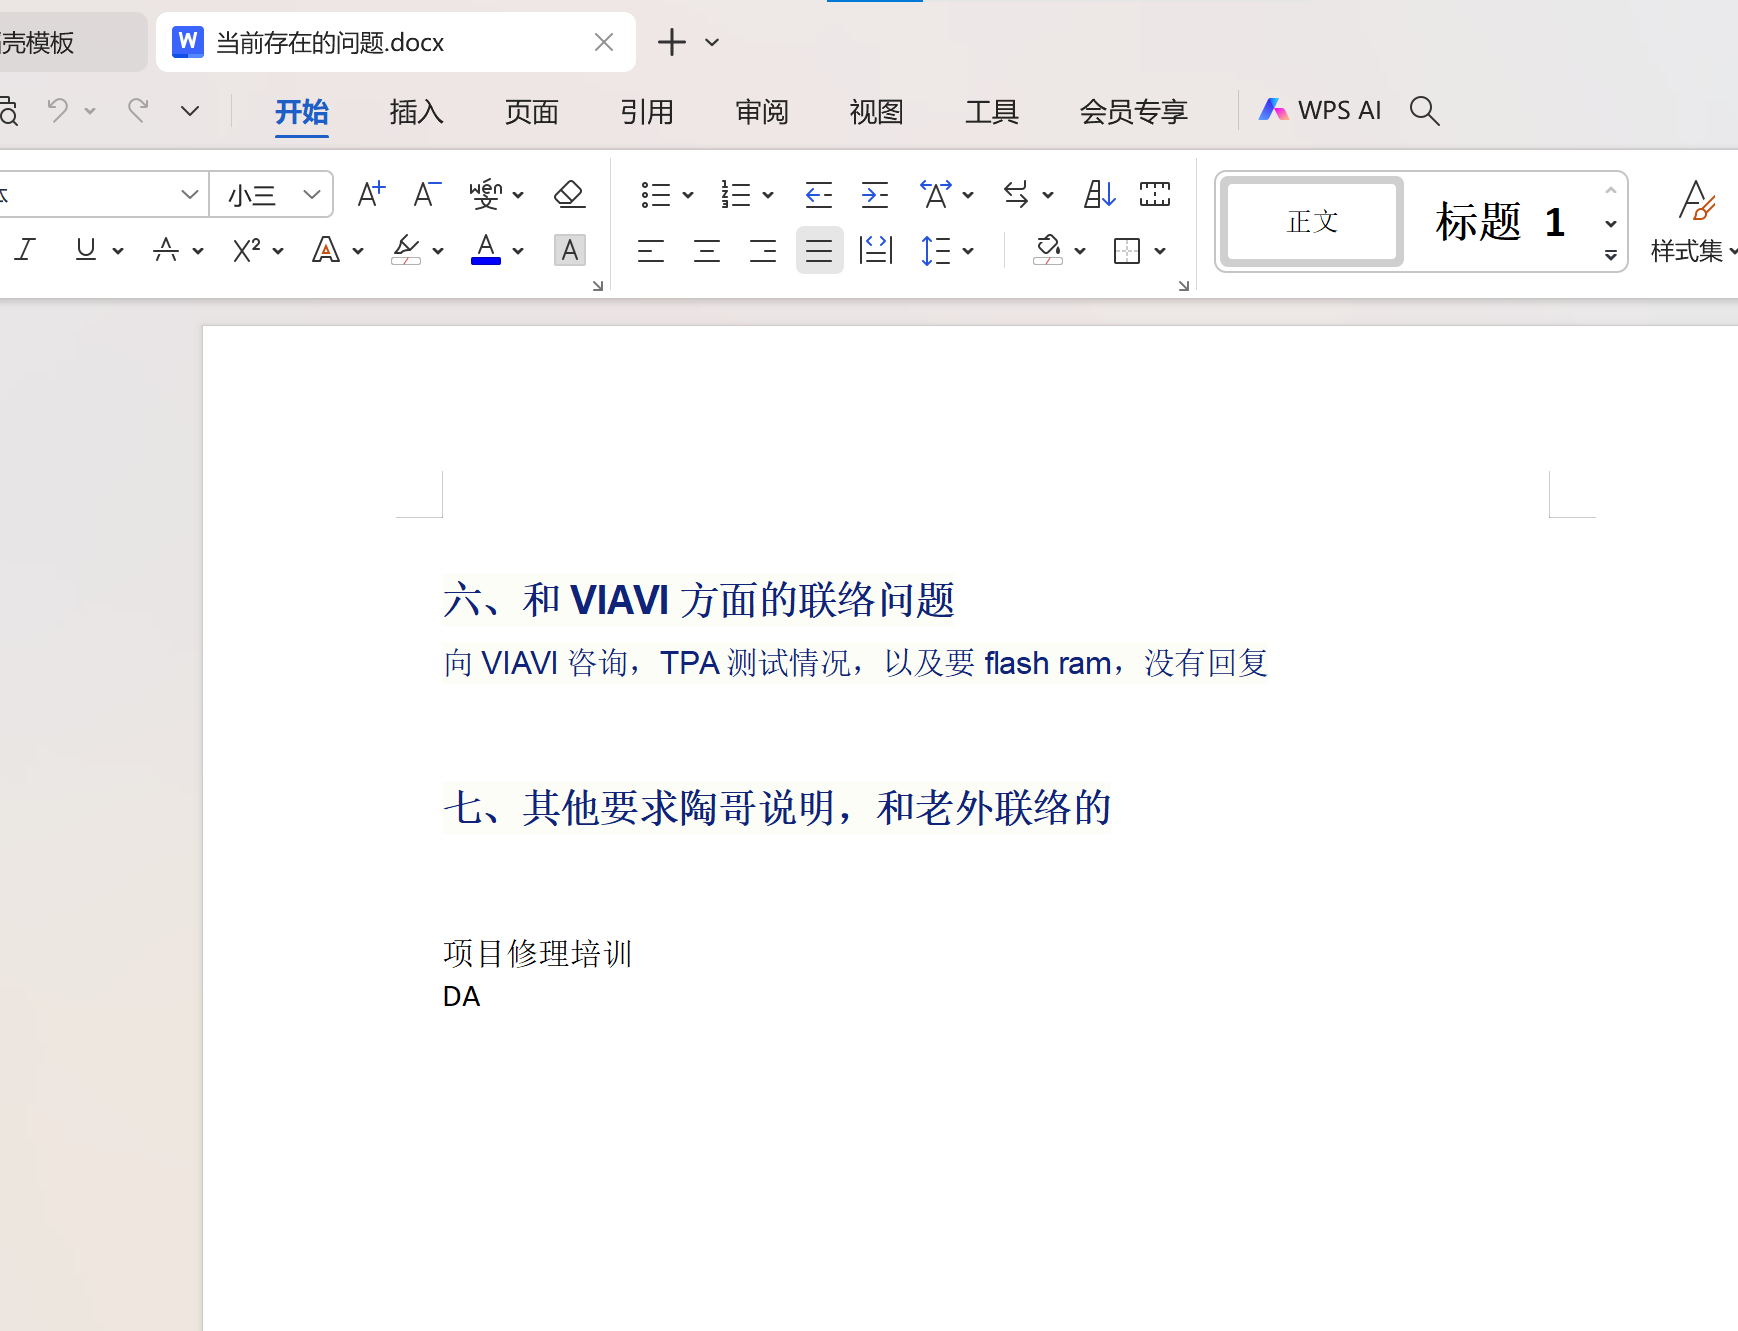 壳模板
当前存在的问题.docx
开始 插入 页面 引用 审阅 视图 工具 会员专享 WPS AI
小三 A+ A- wén 变
正文 标题 1
样式集
六、和 VIAVI 方面的联络问题
向 VIAVI 咨询，TPA 测试情况，以及要 flash ram，没有回复
七、其他要求陶哥说明，和老外联络的
项目修理培训
DA